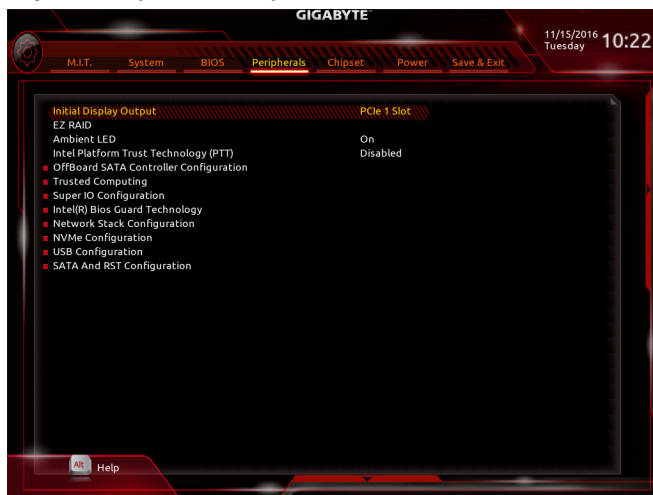 GIGABYTE™
11/15/2016 10:22
Tuesday
M.I.T. System BIOS Peripherals Chipset Power Save & Exit
Initial Display Output PCIe 1 Slot
EZ RAID
Ambient LED On
Intel Platform Trust Technology (PTT) Disabled
OffBoard SATA Controller Configuration
Trusted Computing
Super IO Configuration
Intel(R) Bios Guard Technology
Network Stack Configuration
NVMe Configuration
USB Configuration
SATA And RST Configuration
Alt Help